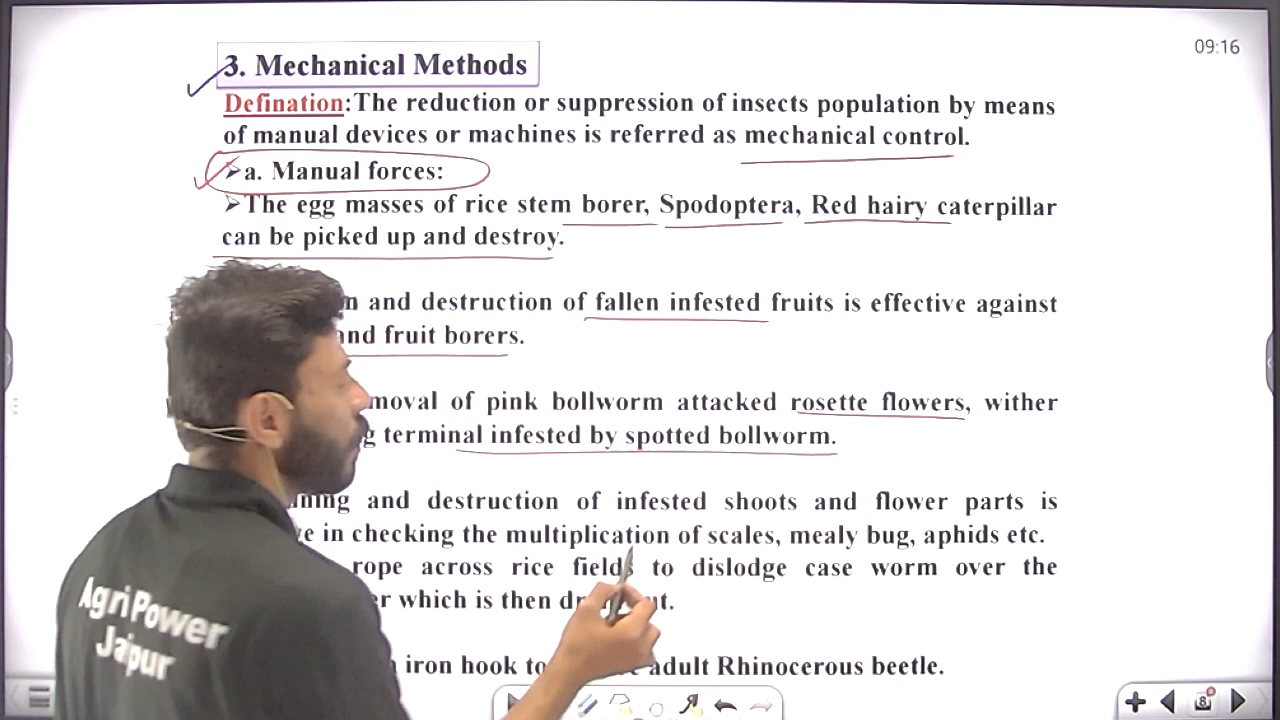 09:16
3. Mechanical Methods
Defination:The reduction or suppression of insects population by means
of manual devices or machines is referred as mechanical control.
a. Manual forces:
The egg masses of rice stem borer, Spodoptera, Red hairy caterpillar
can be picked up and destroy.
and destruction of fallen infested fruits is effective against
and fruit borers.
of pink bollworm attacked rosette flowers, wither
terminal infested by spotted bollworm.
and destruction of infested shoots and flower parts is
in checking the multiplication of scales, mealy bug, aphids etc.
rope across rice fields to dislodge case worm over the
which is then
iron hook adult Rhinocerous beetle.
Agri Power
Jaipur
8